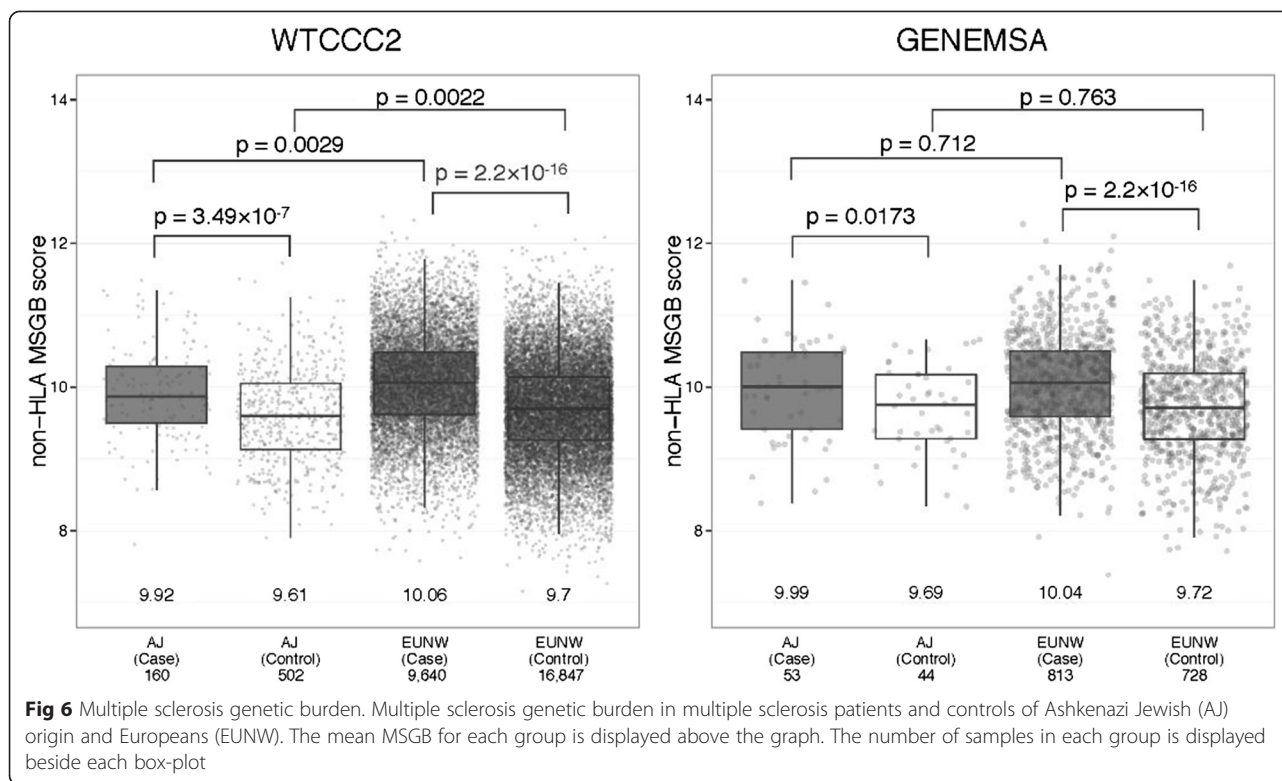 WTCCC2
GENEMSA
non-HLA MSGB score
14
12
10
8
p = 0.0022
p = 0.0029
p = 2.2×10-16
p = 3.49×10-7
9.92
9.61
10.06
9.7
AJ
(Case)
160
AJ
(Control)
502
EUNW
(Case)
9,640
EUNW
(Control)
16,847
non-HLA MSGB score
14
12
10
8
p = 0.763
p = 0.712
p = 2.2×10-16
p = 0.0173
9.99
9.69
10.04
9.72
AJ
(Case)
53
AJ
(Control)
44
EUNW
(Case)
813
EUNW
(Control)
728
Fig 6 Multiple sclerosis genetic burden. Multiple sclerosis genetic burden in multiple sclerosis patients and controls of Ashkenazi Jewish (AJ)
origin and Europeans (EUNW). The mean MSGB for each group is displayed above the graph. The number of samples in each group is displayed
beside each box-plot